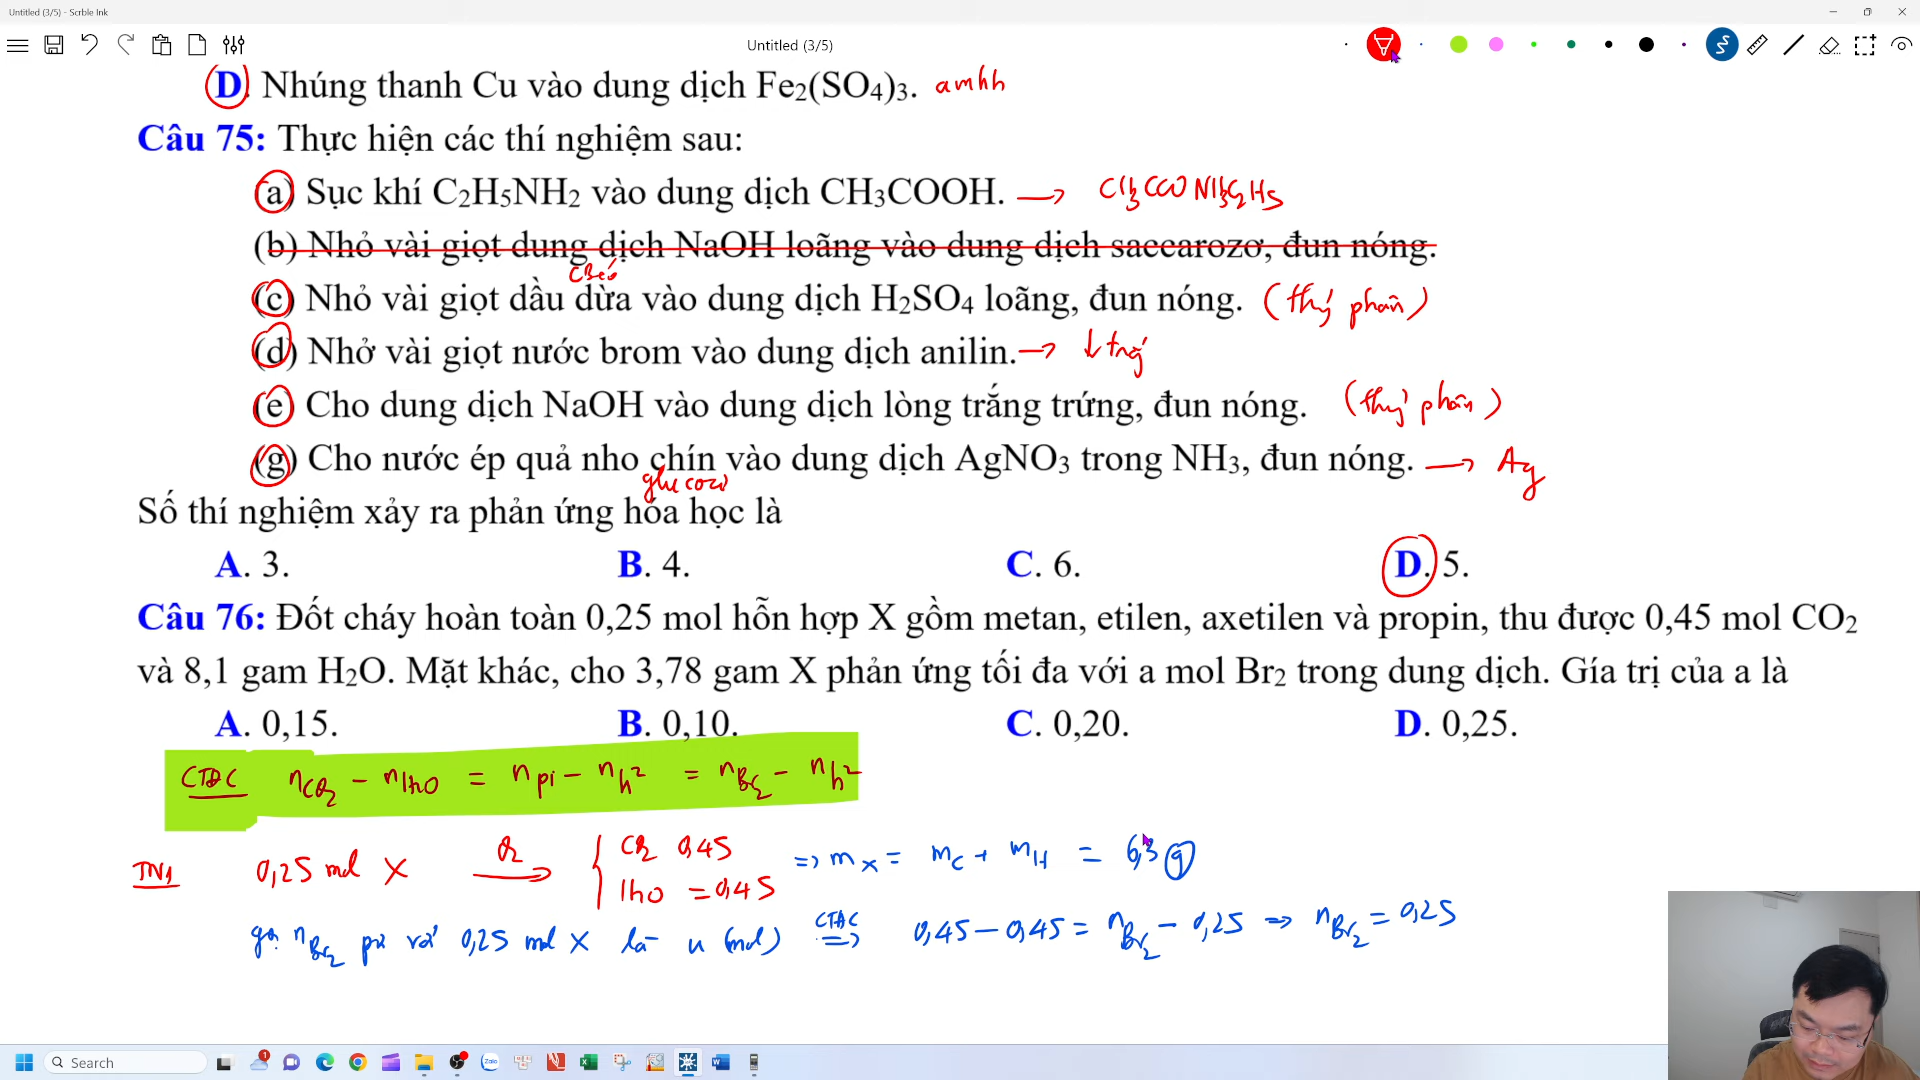 Untitled (3/5) - Scrble Ink
Untitled (3/5)
D. Nhúng thanh Cu vào dung dịch Fe2(SO4)3. amhh
Câu 75: Thực hiện các thí nghiệm sau:
(a) Sục khí C2H5NH2 vào dung dịch CH3COOH. → CH3COONH3C2H5
(b) Nhỏ vài giọt dung dịch NaOH loãng vào dung dịch saccarozơ, đun nóng.
cbeó
(c) Nhỏ vài giọt dầu dừa vào dung dịch H2SO4 loãng, đun nóng. (thủy phân)
(d) Nhở vài giọt nước brom vào dung dịch anilin. → ↓ trắng
(e) Cho dung dịch NaOH vào dung dịch lòng trắng trứng, đun nóng. (thủy phân)
(g) Cho nước ép quả nho chín vào dung dịch AgNO3 trong NH3, đun nóng. → Ag
glucozơ
Số thí nghiệm xảy ra phản ứng hóa học là
A. 3. B. 4. C. 6. D. 5.
Câu 76: Đốt cháy hoàn toàn 0,25 mol hỗn hợp X gồm metan, etilen, axetilen và propin, thu được 0,45 mol CO2
và 8,1 gam H2O. Mặt khác, cho 3,78 gam X phản ứng tối đa với a mol Br2 trong dung dịch. Gía trị của a là
A. 0,15. B. 0,10. C. 0,20. D. 0,25.
CTĐC nCO2 - nH2O = npi - nh2 = nBr2 - nh2
TN1 0,25 mol X O2 → { CO2 0,45 => mX = mC + mH = 6,3 g
H2O = 0,45
gọi nBr2 pứ với 0,25 mol X là u (mol) CTĐC => 0,45 - 0,45 = nBr2 - 0,25 => nBr2 = 0,25
Search